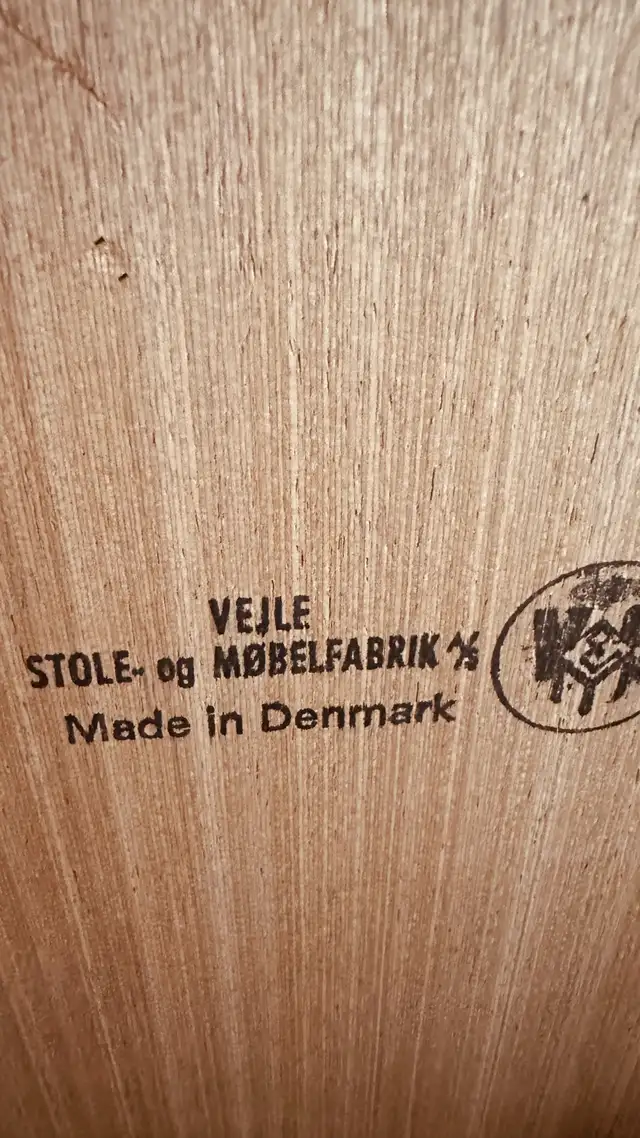 VEJLE
STOLE- og MØBELFABRIK A/S
Made in Denmark